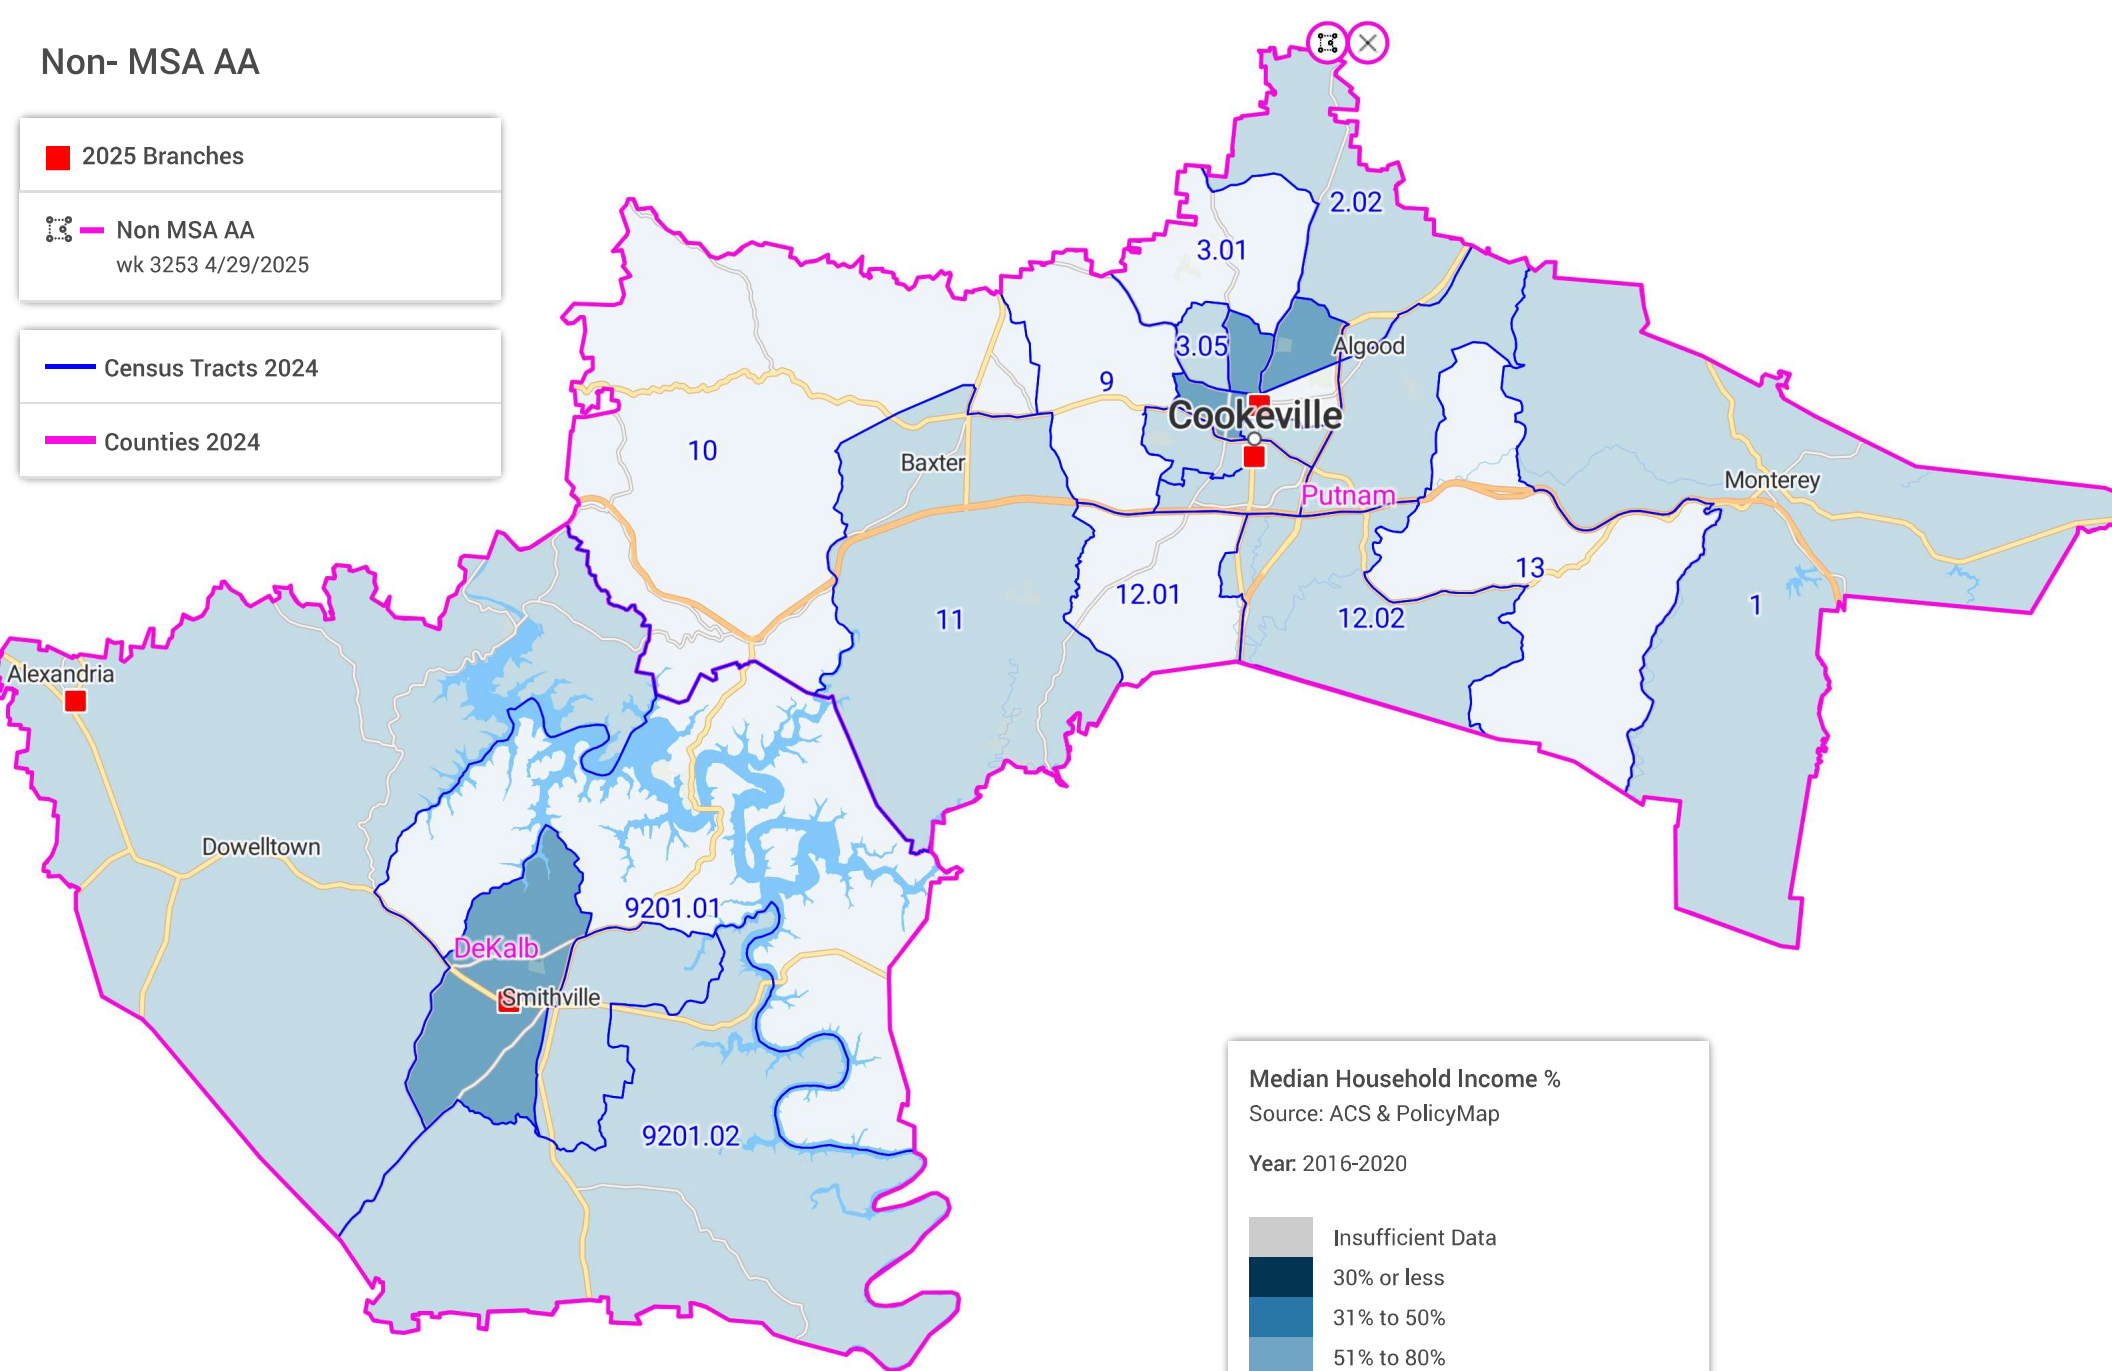 Non- MSA AA
2025 Branches
Non MSA AA
wk 3253 4/29/2025
Census Tracts 2024
Counties 2024
2.02
3.01
3.05
Algood
9
Cookeville
10
Baxter
Putnam
Monterey
13
12.01
1
11
12.02
Alexandria
Dowelltown
9201.01
DeKalb
Smithville
9201.02
Median Household Income %
Source: ACS & PolicyMap
Year: 2016-2020
Insufficient Data
30% or less
31% to 50%
51% to 80%